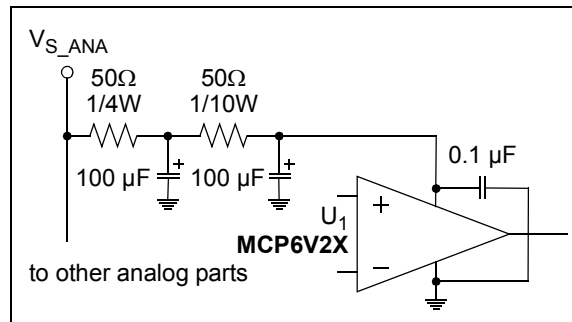 V_S_ANA
50Ω
1/4W
50Ω
1/10W
100 µF
+
100 µF
+
0.1 µF
U_1
MCP6V2X
+
−
to other analog parts